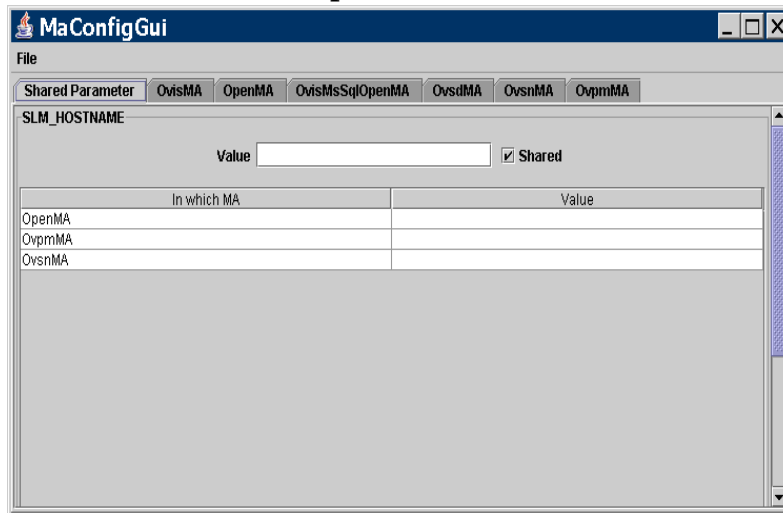 MaConfigGui
File
Shared Parameter OvisMA OpenMA OvisMsSqlOpenMA OvsdMA OvsnMA OvpmMA
SLM_HOSTNAME
Value Shared
In which MA Value
OpenMA
OvpmMA
OvsnMA